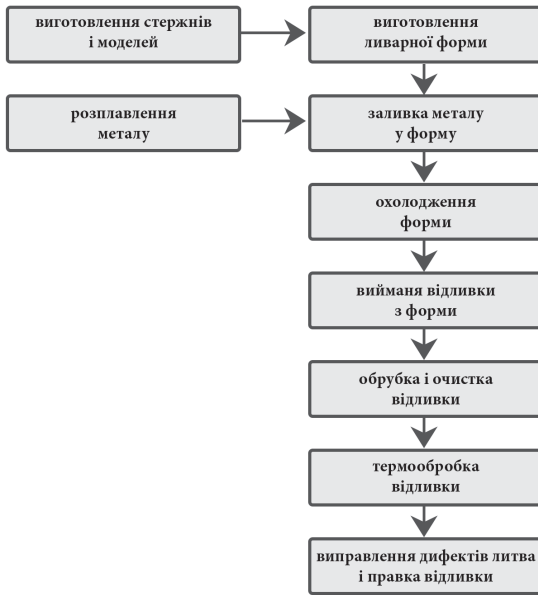 виготовлення стержнів
і моделей
виготовлення
ливарної форми
розплавлення
металу
заливка металу
у форму
охолодження
форми
вийманя відливки
з форми
обрубка і очистка
відливки
термообробка
відливки
виправлення дифектів литва
і правка відливки